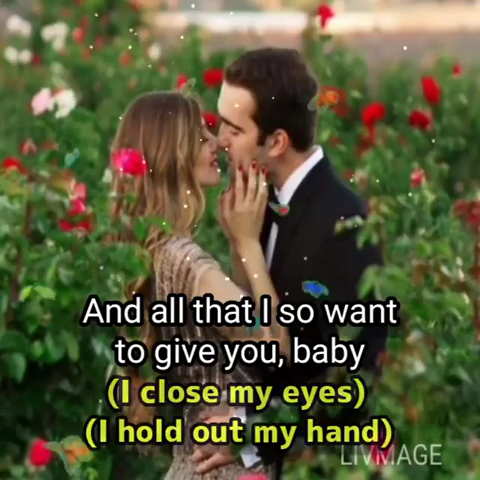 And all that I so want
to give you, baby
(I close my eyes)
(I hold out my hand)
LIVMAGE